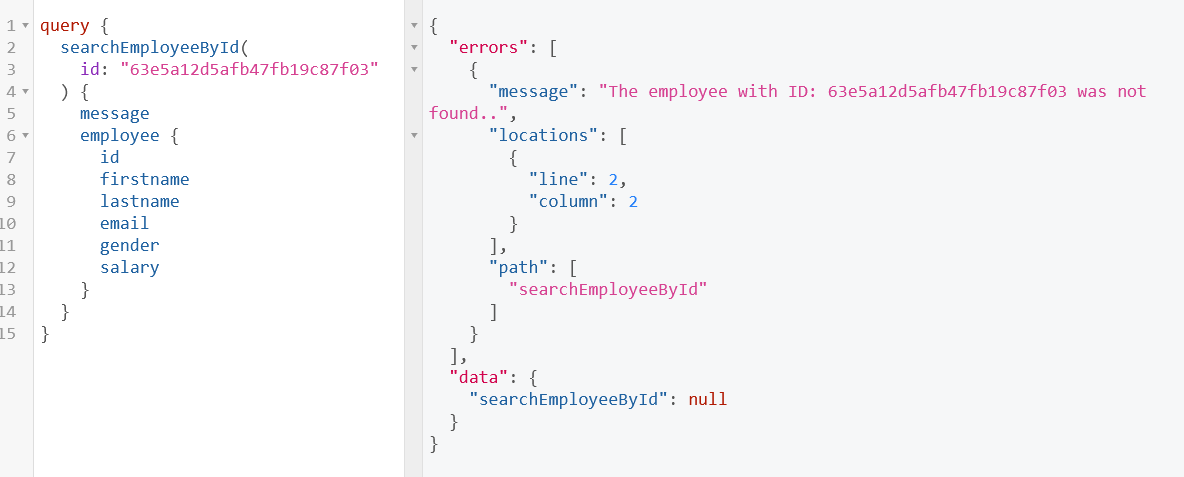 1 query {
2 searchEmployeeById(
3 id: "63e5a12d5afb47fb19c87f03"
4 ) {
5 message
6 employee {
7 id
8 firstname
9 lastname
10 email
11 gender
12 salary
13 }
14 }
15 }
{
"errors": [
{
"message": "The employee with ID: 63e5a12d5afb47fb19c87f03 was not
found..",
"locations": [
{
"line": 2,
"column": 2
}
],
"path": [
"searchEmployeeById"
]
}
],
"data": {
"searchEmployeeById": null
}
}